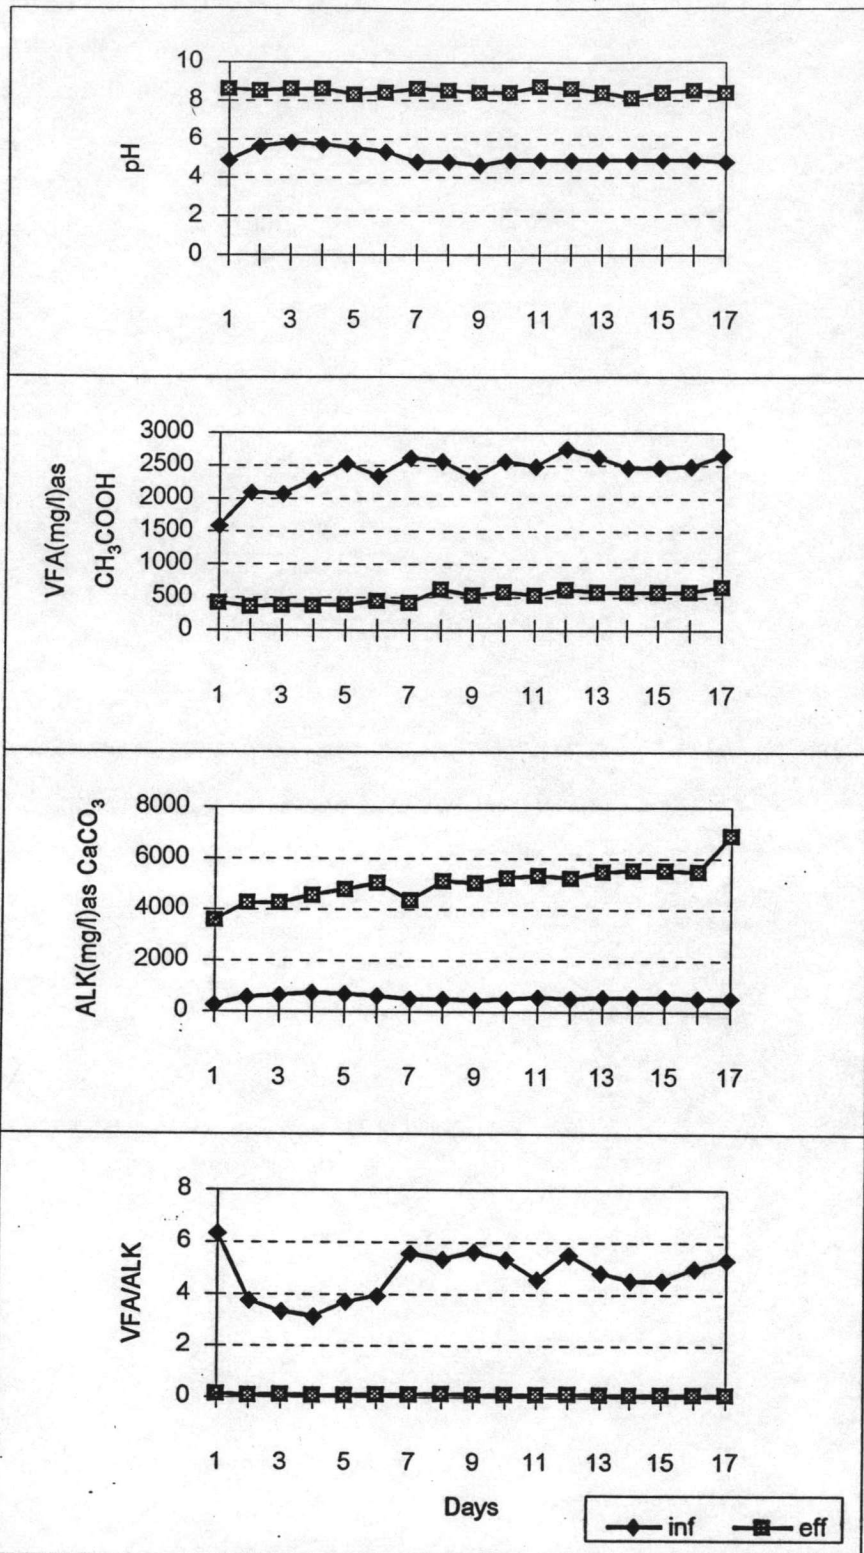 10
8
6
4
2
0
pH
1 3 5 7 9 11 13 15 17
3000
2500
2000
1500
1000
500
0
VFA(mg/l)as
CH₃COOH
1 3 5 7 9 11 13 15 17
8000
6000
4000
2000
0
ALK(mg/l)as CaCO₃
1 3 5 7 9 11 13 15 17
8
6
4
2
0
VFA/ALK
1 3 5 7 9 11 13 15 17
Days
inf eff